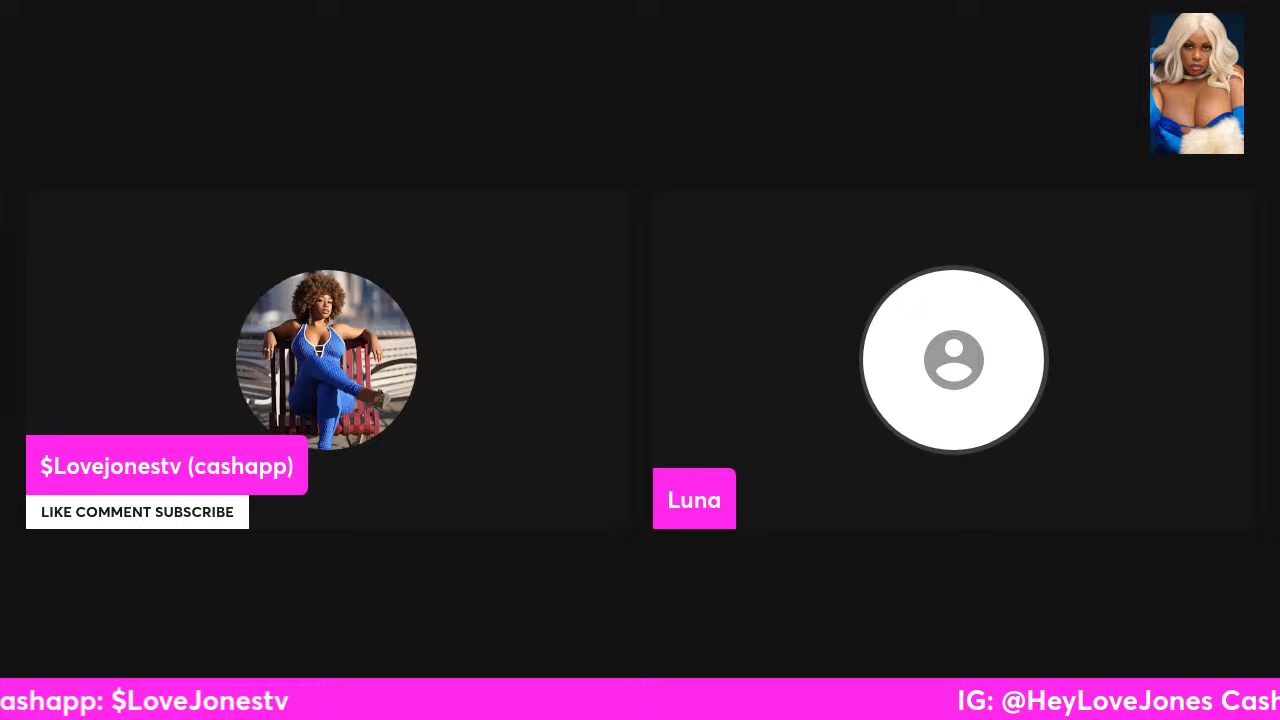 $Lovejonestv (cashapp)
LIKE COMMENT SUBSCRIBE
Luna
ashapp: $LoveJonestv
IG: @HeyLoveJones Cash